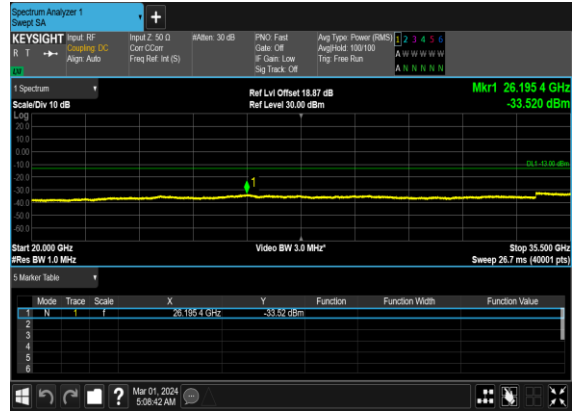 Spectrum Analyzer 1
Swept SA
+
KEYSIGHT
R T
Input: RF
Coupling: DC
Align: Auto
Input Z: 50 Ω
Corr CCorr
Freq Ref: Int (S)
#Atten: 30 dB
PNO: Fast
Gate: Off
IF Gain: Low
Sig Track: Off
Avg Type: Power (RMS)
Avg|Hold: 100/100
Trig: Free Run
1 2 3 4 5 6
A W W W W W
A N N N N N
1 Spectrum
Scale/Div 10 dB
Ref Lvl Offset 18.87 dB
Ref Level 30.00 dBm
Mkr1 26.195 4 GHz
-33.520 dBm
Log
20.0
10.0
0.00
-10.0
-20.0
-30.0
-40.0
-50.0
-60.0
DL1 -13.00 dBm
1
Start 20.000 GHz
#Res BW 1.0 MHz
Video BW 3.0 MHz*
Stop 35.500 GHz
Sweep 26.7 ms (40001 pts)
5 Marker Table
Mode Trace Scale X Y Function Function Width Function Value
1 N 1 f 26.195 4 GHz -33.52 dBm
2
3
4
5
6
?
Mar 01, 2024
5:08:42 AM